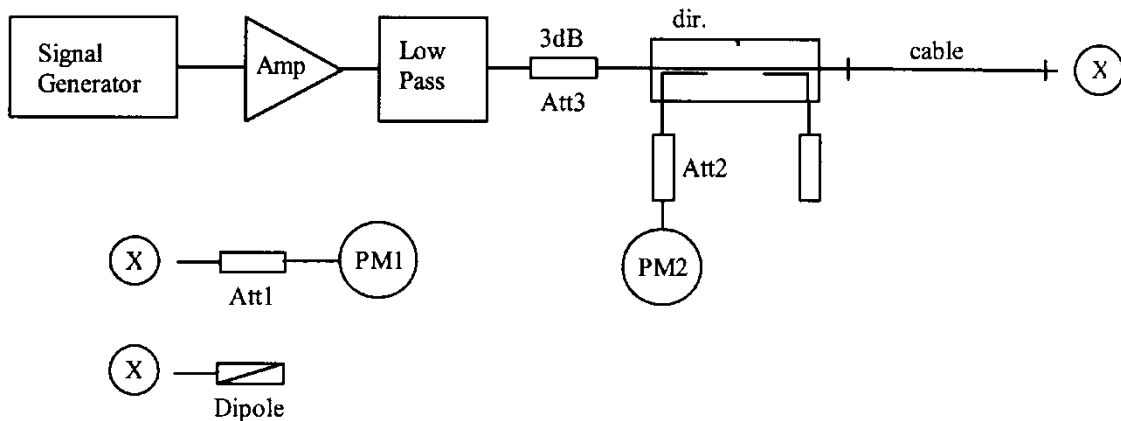 Signal
Generator
Amp
Low
Pass
3dB
Att3
dir.
cable
X
Att2
PM2
X
Att1
PM1
X
Dipole